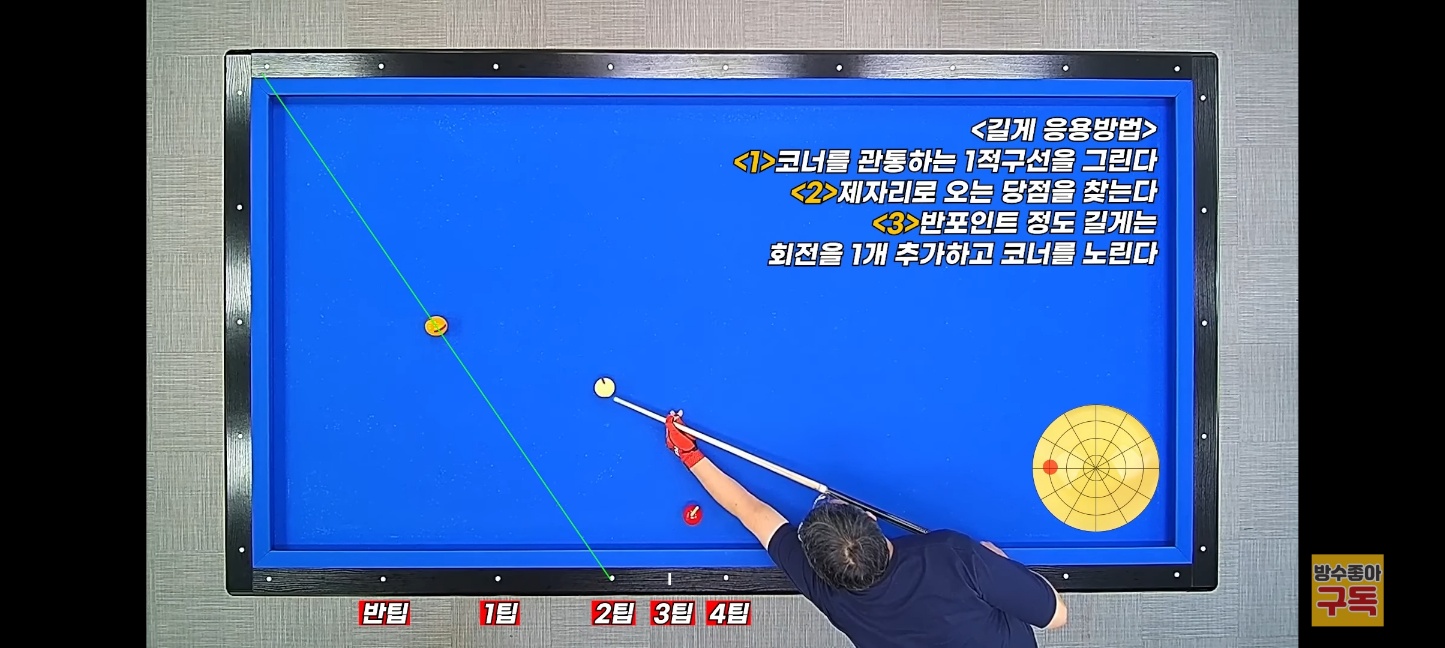 <길게 응용방법>
<1>코너를 관통하는 1적구선을 그린다
<2>제자리로 오는 당점을 찾는다
<3>반포인트 정도 길게는
회전을 1개 추가하고 코너를 노린다
반팁 1팁 2팁 3팁 4팁
방수좋아
구독